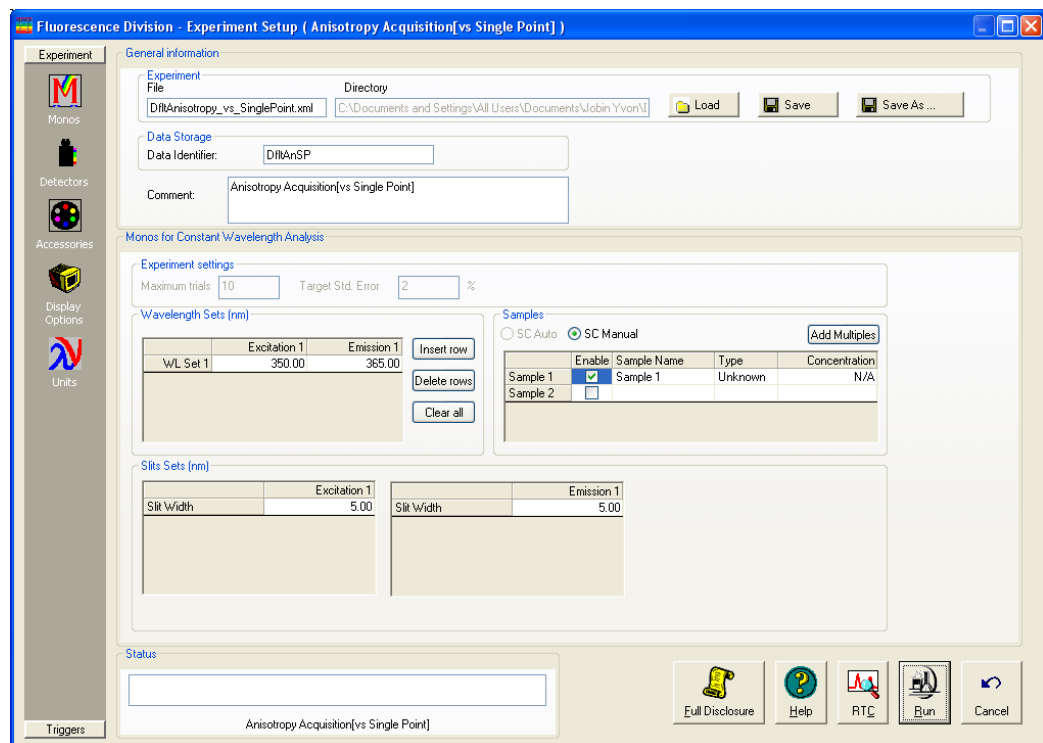 Fluorescence Division - Experiment Setup ( Anisotropy Acquisition[vs Single Point] )
Experiment
Monos
Detectors
Accessories
Display
Options
Units
Triggers
General information
Experiment
File Directory
DfltAnisotropy_vs_SinglePoint.xml C:\Documents and Settings\All Users\Documents\Jobin Yvon\ Load Save Save As ...
Data Storage
Data Identifier: DfltAnSP
Comment: Anisotropy Acquisition[vs Single Point]
Monos for Constant Wavelength Analysis
Experiment settings
Maximum trials 10 Target Std. Error 2 %
Wavelength Sets (nm)
Excitation 1 Emission 1
WL Set 1 350.00 365.00
Insert row
Delete rows
Clear all
Samples
SC Auto SC Manual Add Multiples
Enable Sample Name Type Concentration
Sample 1 Sample 1 Unknown N/A
Sample 2
Slits Sets (nm)
Excitation 1
Slit Width 5.00
Emission 1
Slit Width 5.00
Status
Anisotropy Acquisition[vs Single Point]
Full Disclosure Help RTC Run Cancel